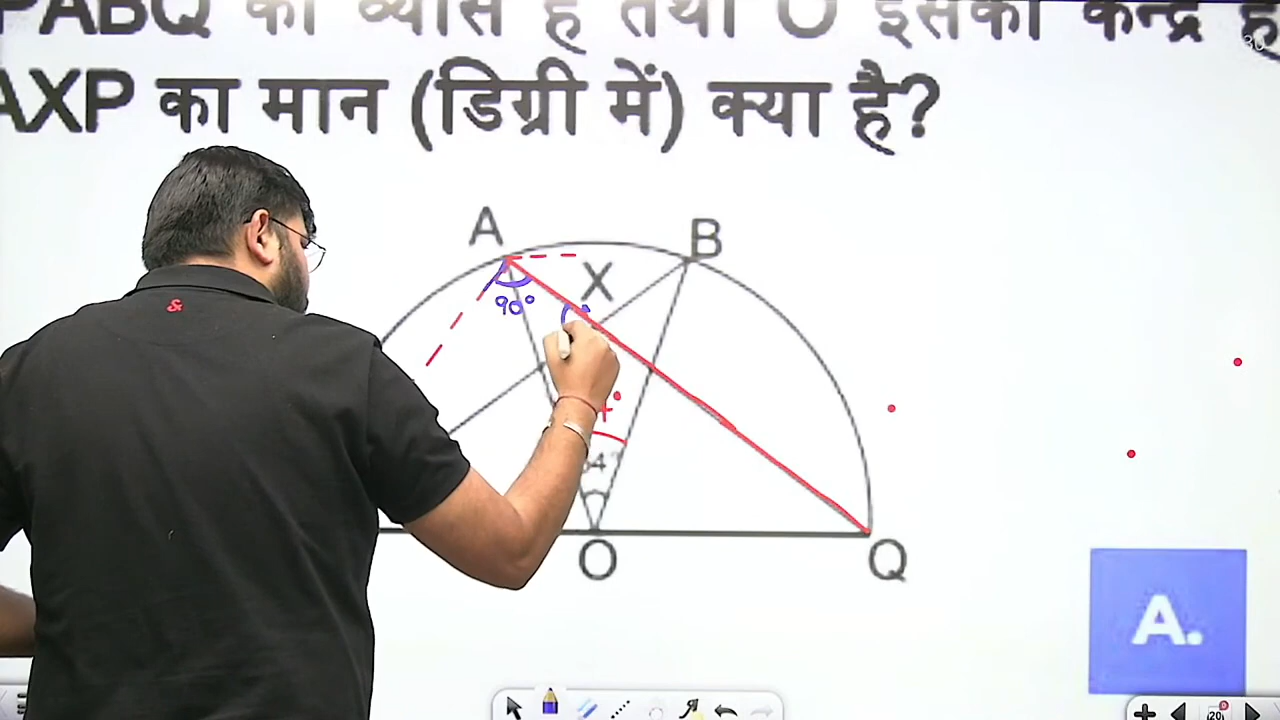 PABQ का व्यास है तथा O इसका केन्द्र है
AXP का मान (डिग्री में) क्या है?
A
B
X
90°
O
Q
A.